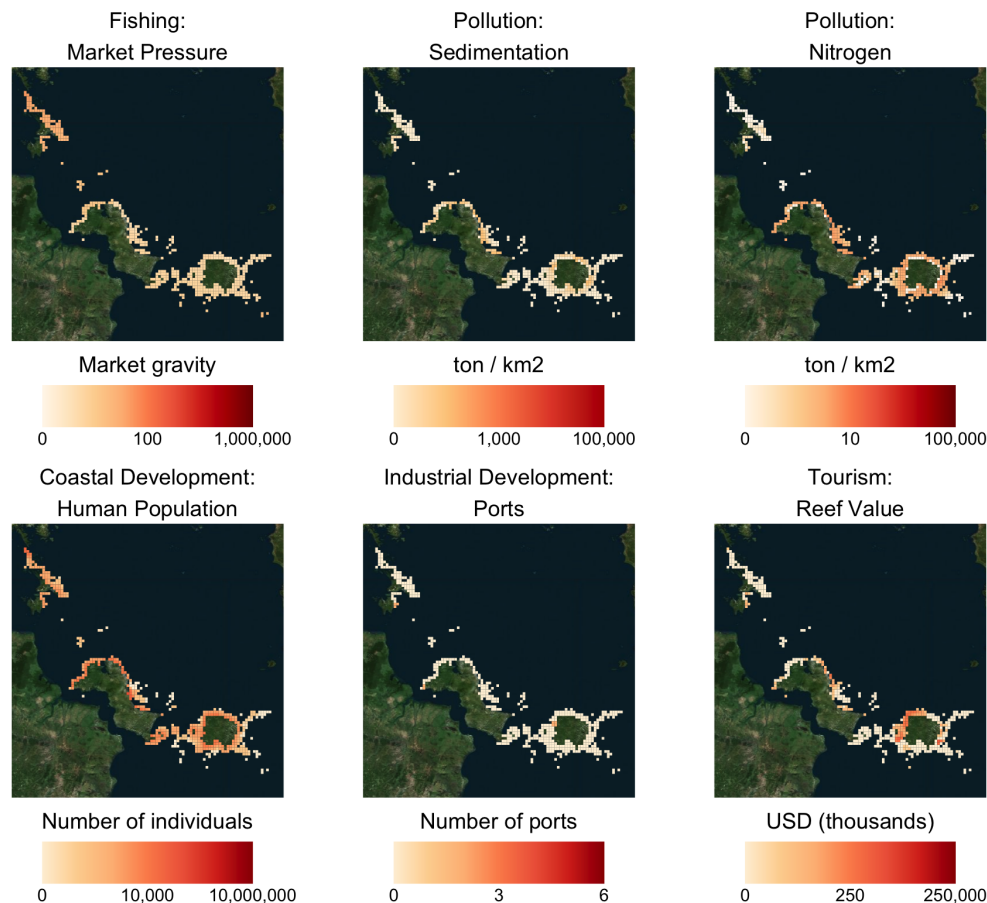 Fishing:
Market Pressure
Pollution:
Sedimentation
Pollution:
Nitrogen
Market gravity
0 100 1,000,000
ton / km2
0 1,000 100,000
ton / km2
0 10 100,000
Coastal Development:
Human Population
Industrial Development:
Ports
Tourism:
Reef Value
Number of individuals
0 10,000 10,000,000
Number of ports
0 3 6
USD (thousands)
0 250 250,000